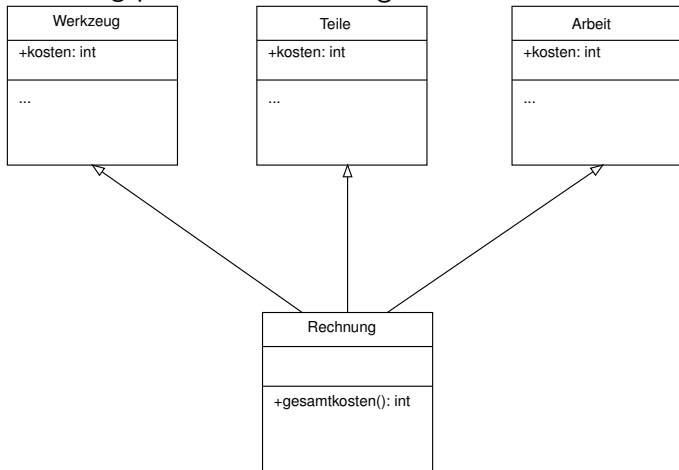 Werkzeug
+kosten: int
...
Teile
+kosten: int
...
Arbeit
+kosten: int
...
Rechnung
+gesamtkosten(): int